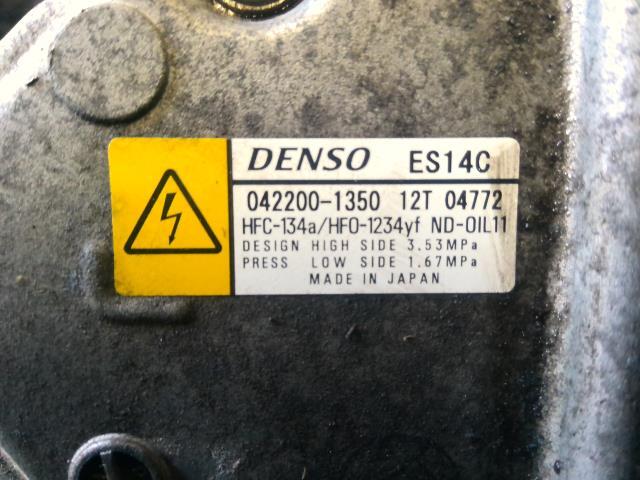 DENSO ES14C
042200-1350 12T 04772
HFC-134a/HFO-1234yf ND-OIL11
DESIGN HIGH SIDE 3.53MPa
PRESS LOW SIDE 1.67MPa
MADE IN JAPAN